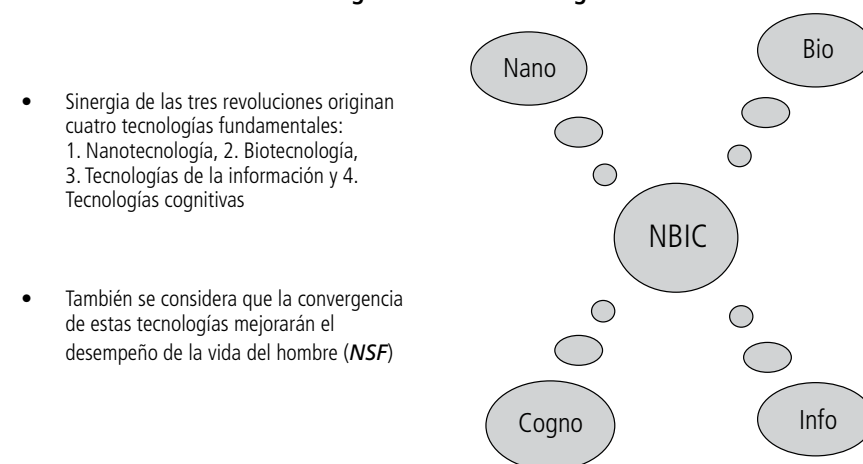 • Sinergia de las tres revoluciones originan
cuatro tecnologías fundamentales:
1. Nanotecnología, 2. Biotecnología,
3. Tecnologías de la información y 4.
Tecnologías cognitivas
• También se considera que la convergencia
de estas tecnologías mejorarán el
desempeño de la vida del hombre (NSF)
Nano
Bio
NBIC
Cogno
Info